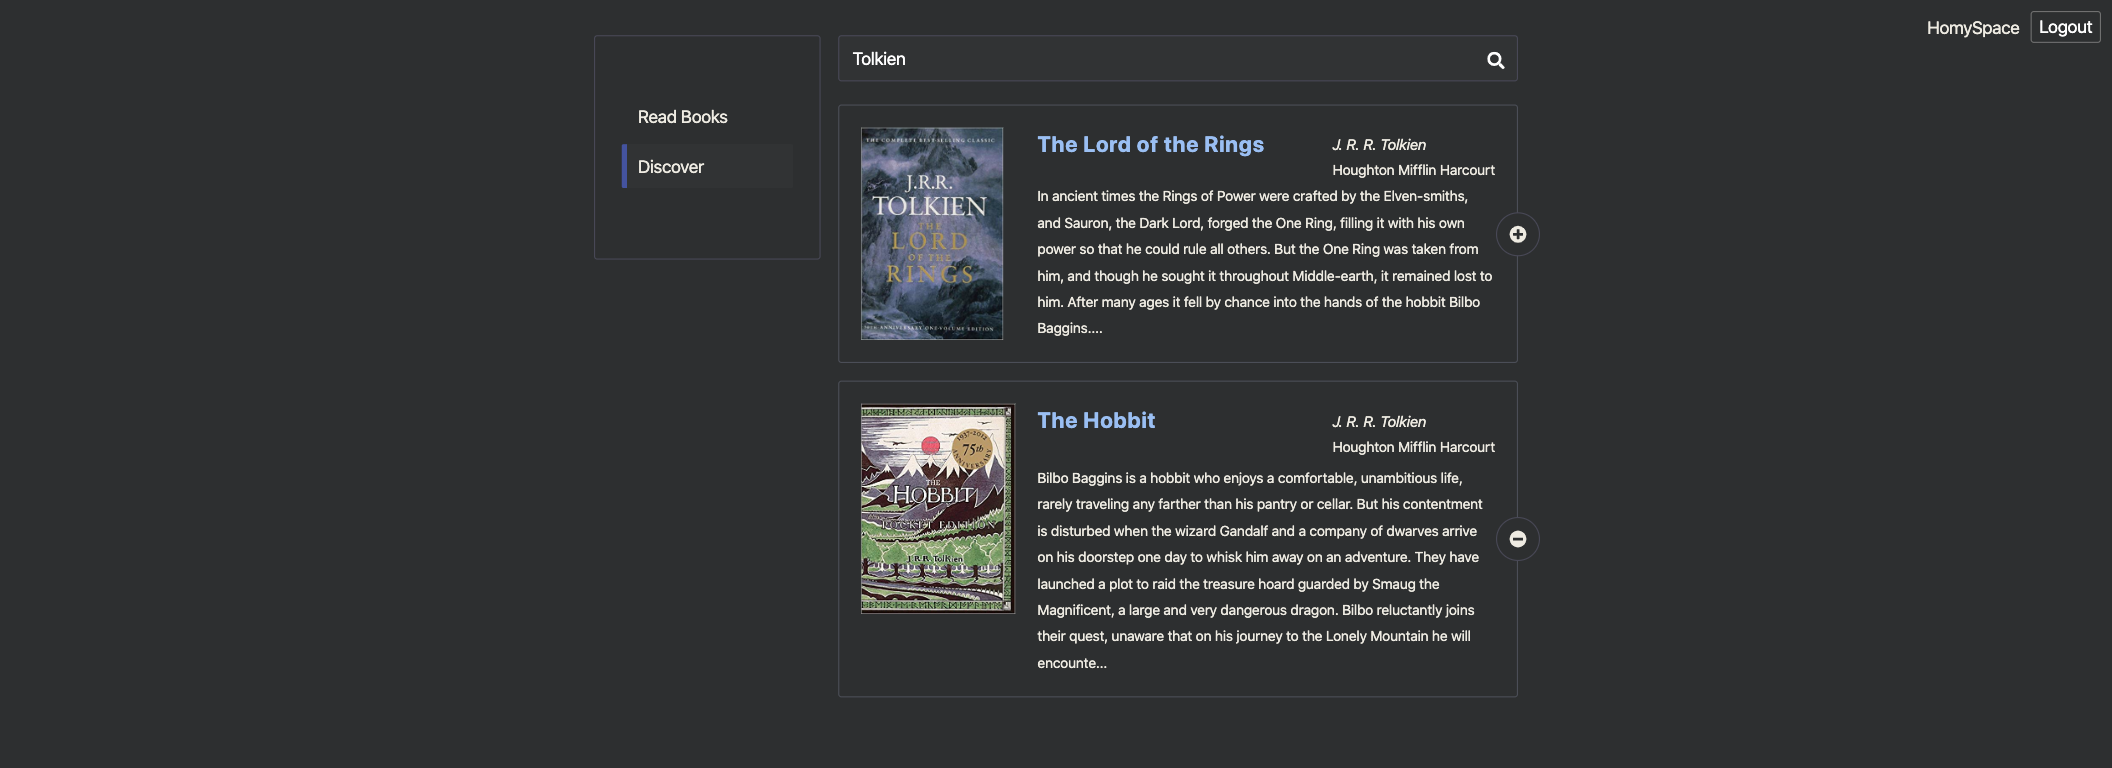 HomySpace
Logout
Tolkien
Read Books
Discover
THE COMPLETE BEST-SELLING CLASSIC
J.R.R.
TOLKIEN
THE
LORD
OF THE
RINGS
50TH ANNIVERSARY ONE-VOLUME EDITION
The Lord of the Rings
J. R. R. Tolkien
Houghton Mifflin Harcourt
In ancient times the Rings of Power were crafted by the Elven-smiths,
and Sauron, the Dark Lord, forged the One Ring, filling it with his own
power so that he could rule all others. But the One Ring was taken from
him, and though he sought it throughout Middle-earth, it remained lost to
him. After many ages it fell by chance into the hands of the hobbit Bilbo
Baggins....
1937-2012
75th
ANNIVERSARY
THE
HOBBIT
POCKET EDITION
J.R.R. Tolkien
The Hobbit
J. R. R. Tolkien
Houghton Mifflin Harcourt
Bilbo Baggins is a hobbit who enjoys a comfortable, unambitious life,
rarely traveling any farther than his pantry or cellar. But his contentment
is disturbed when the wizard Gandalf and a company of dwarves arrive
on his doorstep one day to whisk him away on an adventure. They have
launched a plot to raid the treasure hoard guarded by Smaug the
Magnificent, a large and very dangerous dragon. Bilbo reluctantly joins
their quest, unaware that on his journey to the Lonely Mountain he will
encounte...